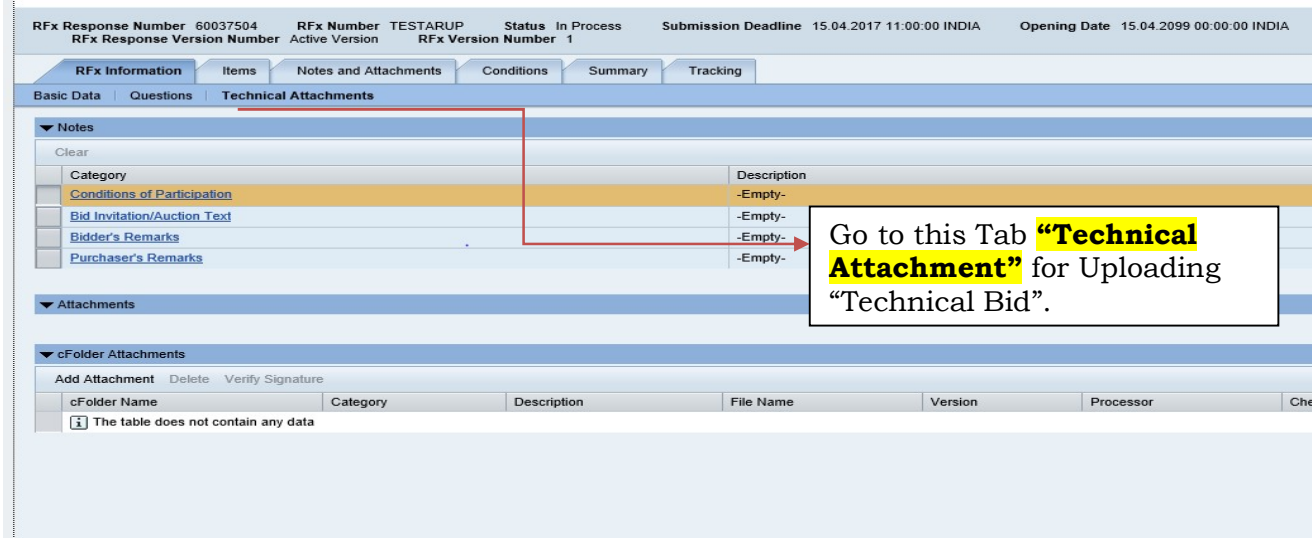 RFx Response Number 60037504 RFx Number TESTARUP Status In Process Submission Deadline 15.04.2017 11:00:00 INDIA Opening Date 15.04.2099 00:00:00 INDIA
RFx Response Version Number Active Version RFx Version Number 1
RFx Information Items Notes and Attachments Conditions Summary Tracking
Basic Data Questions Technical Attachments
Notes
Clear
Category Description
Conditions of Participation -Empty-
Bid Invitation/Auction Text -Empty-
Bidder's Remarks -Empty-
Purchaser's Remarks -Empty-
Go to this Tab “Technical
Attachment” for Uploading
“Technical Bid”.
Attachments
cFolder Attachments
Add Attachment Delete Verify Signature
cFolder Name Category Description File Name Version Processor Che
The table does not contain any data